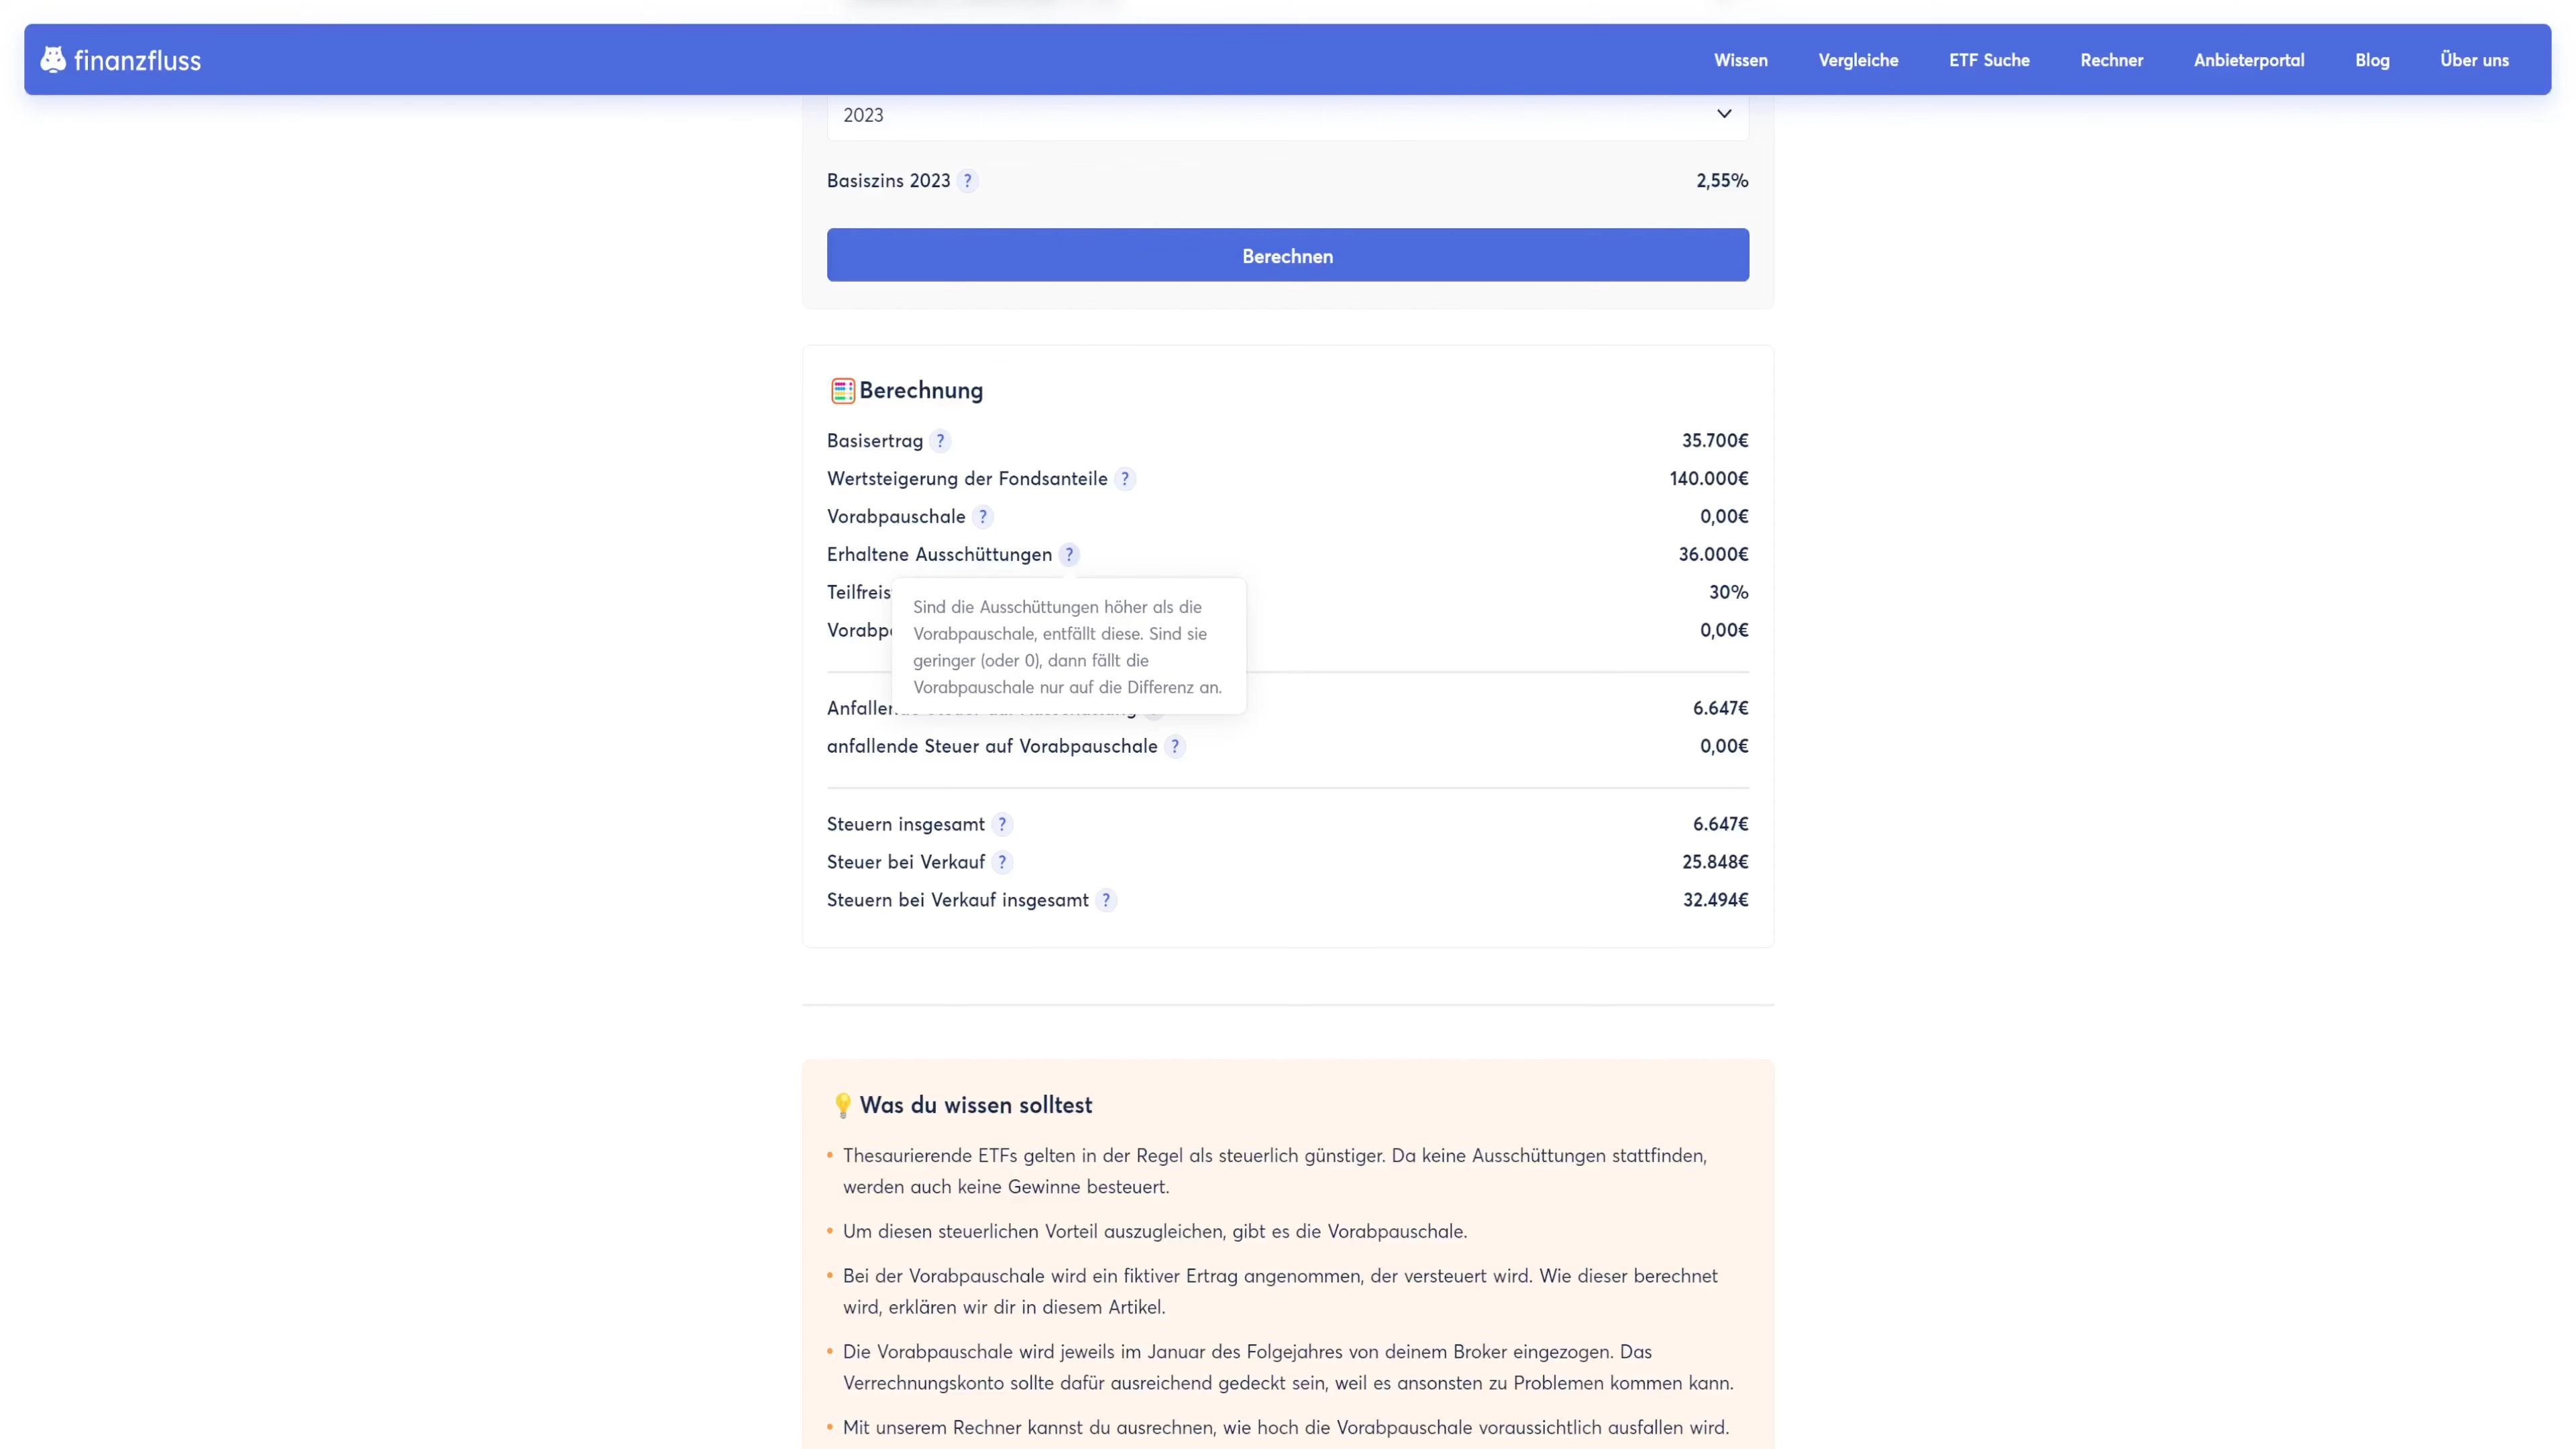 finanzfluss
Wissen
Vergleiche
ETF Suche
Rechner
Anbieterportal
Blog
Über uns
2023
Basiszins 2023 ?
2,55%
Berechnen
Berechnung
Basisertrag ?
35.700€
Wertsteigerung der Fondsanteile ?
140.000€
Vorabpauschale ?
0,00€
Erhaltene Ausschüttungen ?
36.000€
Teilfreis
30%
Vorabp
0,00€
Sind die Ausschüttungen höher als die
Vorabpauschale, entfällt diese. Sind sie
geringer (oder 0), dann fällt die
Vorabpauschale nur auf die Differenz an.
Anfallen
6.647€
anfallende Steuer auf Vorabpauschale ?
0,00€
Steuern insgesamt ?
6.647€
Steuer bei Verkauf ?
25.848€
Steuern bei Verkauf insgesamt ?
32.494€
Was du wissen solltest
• Thesaurierende ETFs gelten in der Regel als steuerlich günstiger. Da keine Ausschüttungen stattfinden,
werden auch keine Gewinne besteuert.
• Um diesen steuerlichen Vorteil auszugleichen, gibt es die Vorabpauschale.
• Bei der Vorabpauschale wird ein fiktiver Ertrag angenommen, der versteuert wird. Wie dieser berechnet
wird, erklären wir dir in diesem Artikel.
• Die Vorabpauschale wird jeweils im Januar des Folgejahres von deinem Broker eingezogen. Das
Verrechnungskonto sollte dafür ausreichend gedeckt sein, weil es ansonsten zu Problemen kommen kann.
• Mit unserem Rechner kannst du ausrechnen, wie hoch die Vorabpauschale voraussichtlich ausfallen wird.